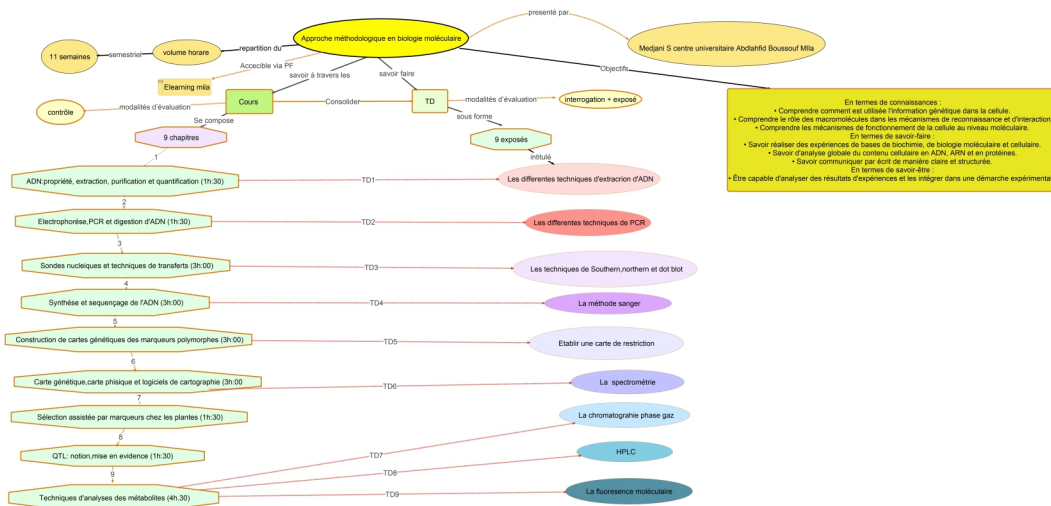 presenté par
Approche méthodologique en biologie moléculaire
Medjani S centre universitaire Abdlahfid Boussouf MIla
11 semaines
semestriel
volume horare
repartition du
Accecible via PF
Elearning mila
savoir à travers les
savoir faire
Objectifs
contrôle
modalités d'évaluation
Cours
Consolider
TD
modalités d'évaluation
interrogation + exposé
Se compose
sous forme
9 chapitres
9 exposés
intitulé
En termes de connaissances :
• Comprendre comment est utilisée l'information génétique dans la cellule.
• Comprendre le rôle des macromolécules dans les mécanismes de reconnaissance et d'interaction
• Comprendre les mécanismes de fonctionnement de la cellule au niveau moléculaire.
En termes de savoir-faire :
• Savoir réaliser des expériences de bases de biochimie, de biologie moléculaire et cellulaire.
• Savoir d'analyse globale du contenu cellulaire en ADN, ARN et en protéines.
• Savoir communiquer par écrit de manière claire et structurée.
En termes de savoir-être :
• Être capable d'analyser des résultats d'expériences et les intégrer dans une démarche expérimentale
1
ADN:propriété, extraction, purification et quantification (1h:30)
TD1
Les differentes techniques d'extracrion d'ADN
2
Electrophorése,PCR et digestion d'ADN (1h:30)
TD2
Les differentes techniques de PCR
3
Sondes nucleiques et techniques de transferts (3h:00)
TD3
Les techniques de Southern,northern et dot blot
4
Synthése et sequençage de l'ADN (3h:00)
TD4
La méthode sanger
5
Construction de cartes génétiques des marqueurs polymorphes (3h:00)
TD5
Etablir une carte de restriction
6
Carte génétique,carte phisique et logiciels de cartographie (3h:00
TD6
La spectrométrie
7
Sélection assistée par marqueurs chez les plantes (1h:30)
La chromatograhie phase gaz
8
QTL: notion,mise en evidence (1h:30)
TD7
HPLC
9
TD8
Techniques d'analyses des métabolites (4h.30)
TD9
La fluoresence moléculaire